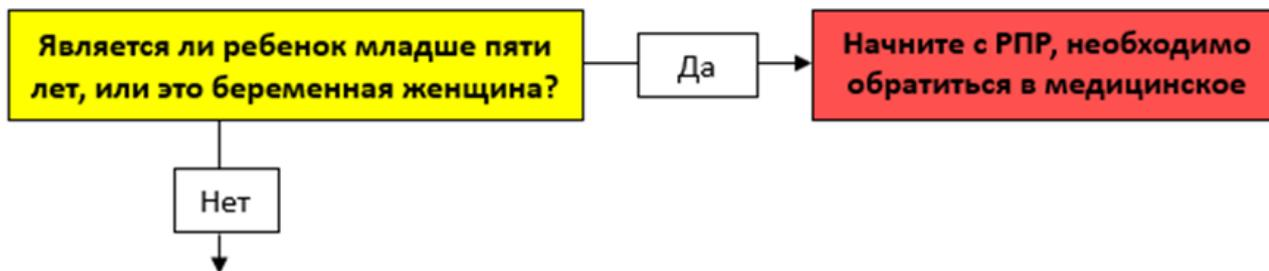 Является ли ребенок младше пяти
лет, или это беременная женщина?
Да
Начните с РПР, необходимо
обратиться в медицинское
Нет